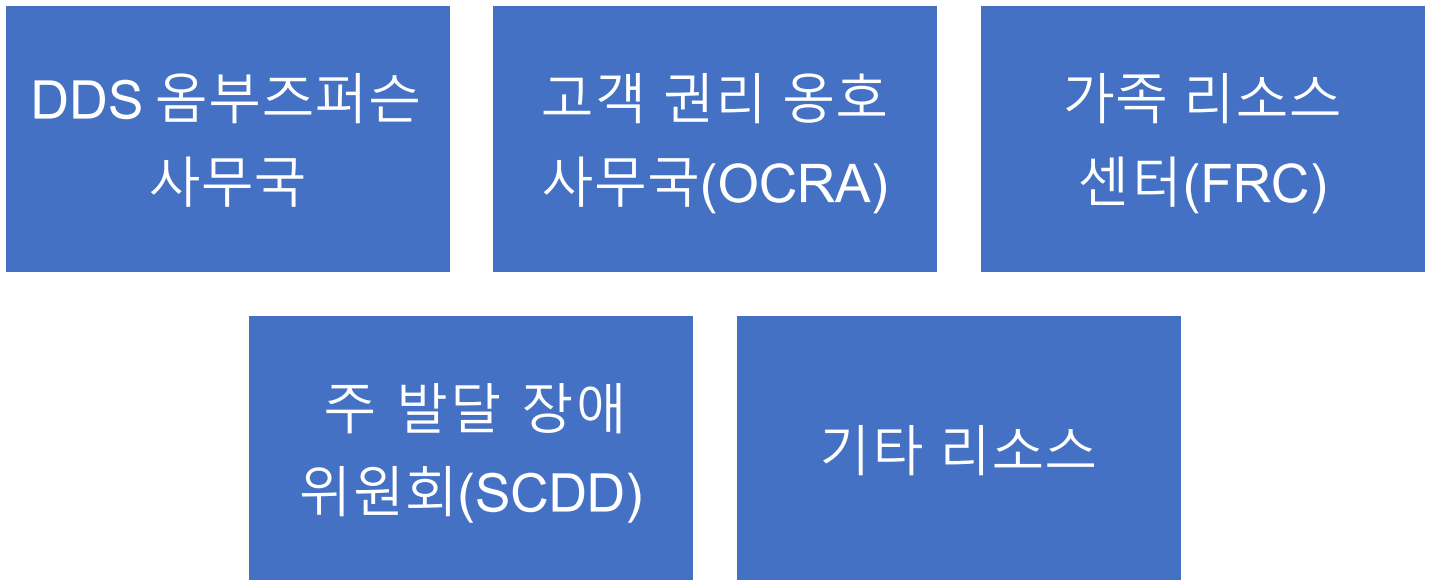 DDS 옴부즈퍼슨
사무국
고객 권리 옹호
사무국(OCRA)
가족 리소스
센터(FRC)
주 발달 장애
위원회(SCDD)
기타 리소스